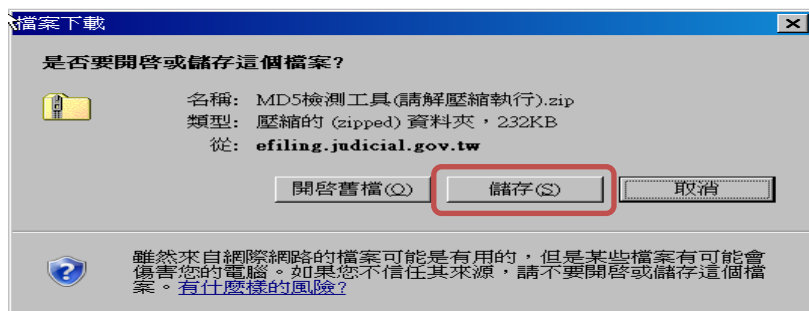 檔案下載
是否要開啓或儲存這個檔案?
名稱: MD5檢測工具(請解壓縮執行).zip
類型: 壓縮的 (zipped) 資料夾,232KB
從: efiling.judicial.gov.tw
開啓舊檔(O) 儲存(S) 取消
雖然來自網際網路的檔案可能是有用的,但是某些檔案有可能會
傷害您的電腦。如果您不信任其來源,請不要開啓或儲存這個檔
案。有什麼樣的風險?